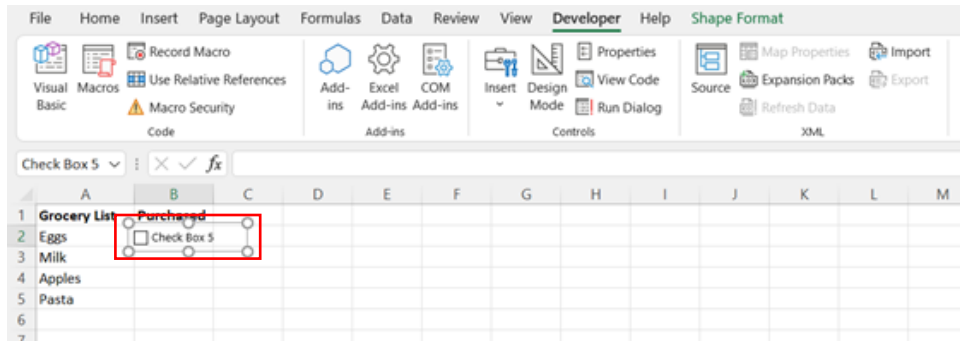 File Home Insert Page Layout Formulas Data Review View Developer Help Shape Format
Visual Basic
Macros
Record Macro
Use Relative References
Macro Security
Code
Add-ins
Excel Add-ins
COM Add-ins
Add-ins
Insert
Design Mode
Properties
View Code
Run Dialog
Controls
Source
Map Properties
Expansion Packs
Refresh Data
Import
Export
XML
Check Box 5 fx
A B C D E F G H I J K L M
1 Grocery List Purchased
2 Eggs Check Box 5
3 Milk
4 Apples
5 Pasta
6
7